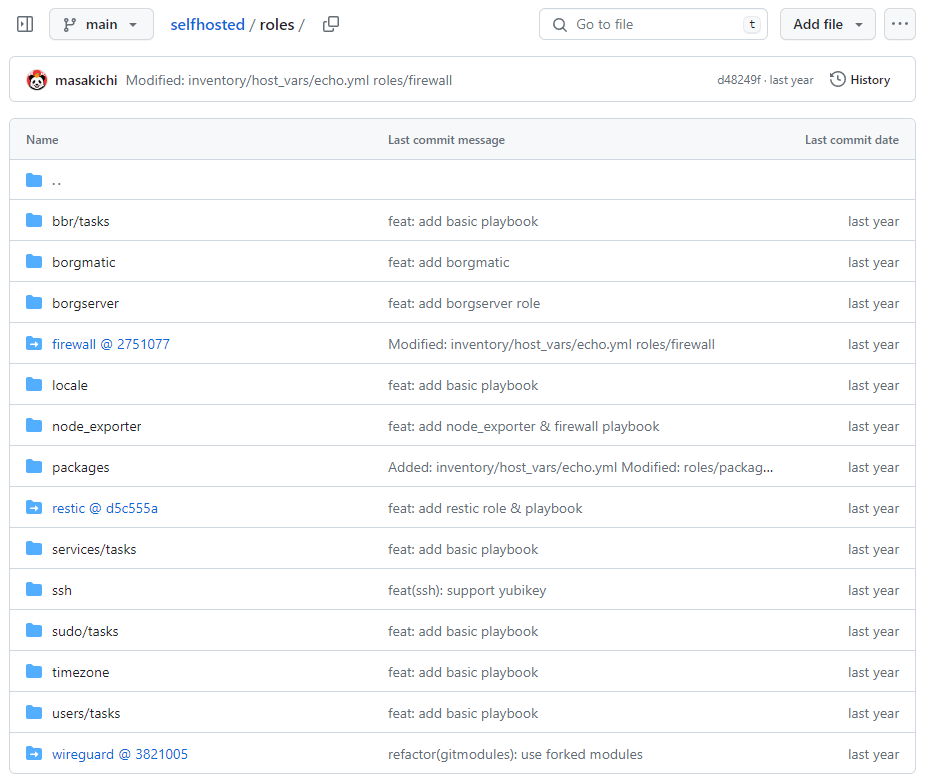 main
selfhosted / roles /
Go to file
t
Add file
masakichi Modified: inventory/host_vars/echo.yml roles/firewall
d48249f · last year
History
Name Last commit message Last commit date
..
bbr/tasks feat: add basic playbook last year
borgmatic feat: add borgmatic last year
borgserver feat: add borgserver role last year
firewall @ 2751077 Modified: inventory/host_vars/echo.yml roles/firewall last year
locale feat: add basic playbook last year
node_exporter feat: add node_exporter & firewall playbook last year
packages Added: inventory/host_vars/echo.yml Modified: roles/packag... last year
restic @ d5c555a feat: add restic role & playbook last year
services/tasks feat: add basic playbook last year
ssh feat(ssh): support yubikey last year
sudo/tasks feat: add basic playbook last year
timezone feat: add basic playbook last year
users/tasks feat: add basic playbook last year
wireguard @ 3821005 refactor(gitmodules): use forked modules last year